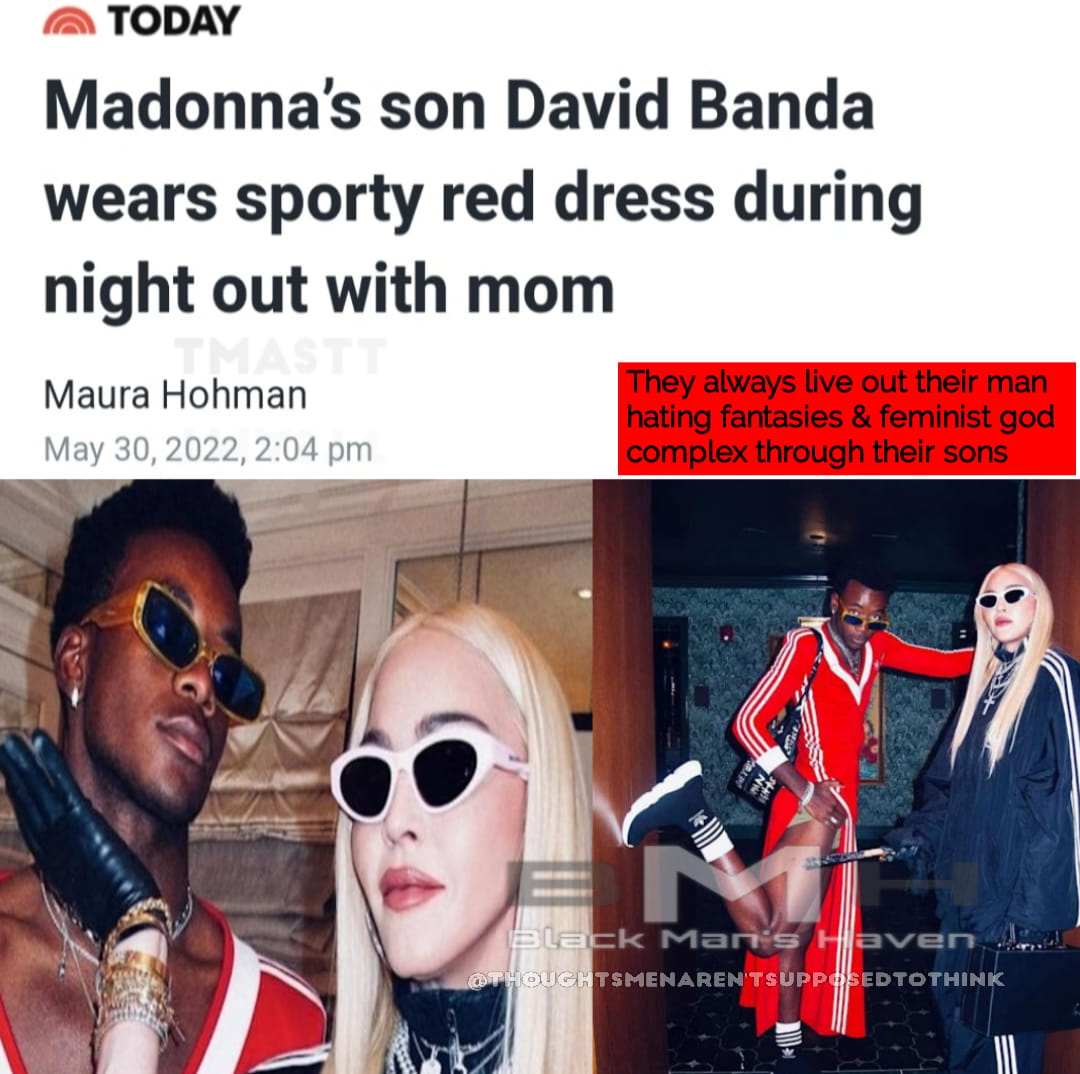 TODAY
Madonna's son David Banda
wears sporty red dress during
night out with mom
TMASTT
Maura Hohman
May 30, 2022, 2:04 pm
They always live out their man
hating fantasies & feminist god
complex through their sons
BMH
Black Man's Haven
@THOUGHTSMENAREN'TSUPPOSEDTOTHINK